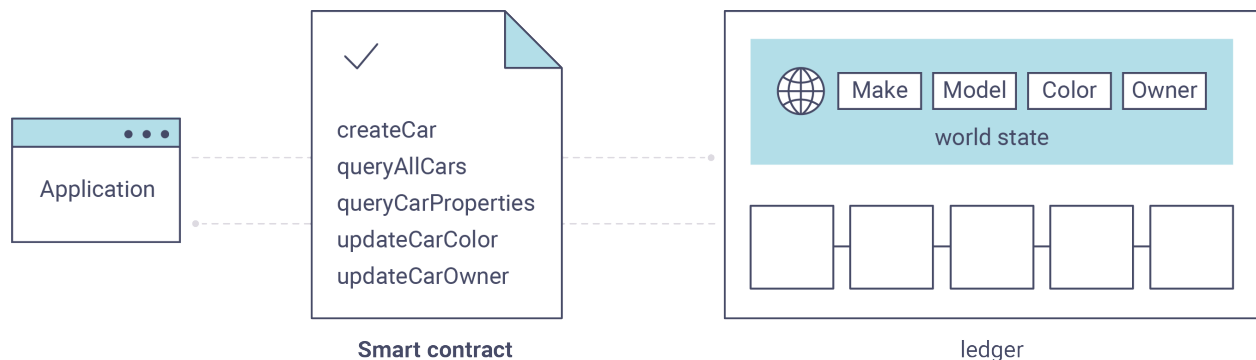 Application
createCar
queryAllCars
queryCarProperties
updateCarColor
updateCarOwner
Smart contract
Make Model Color Owner
world state
ledger